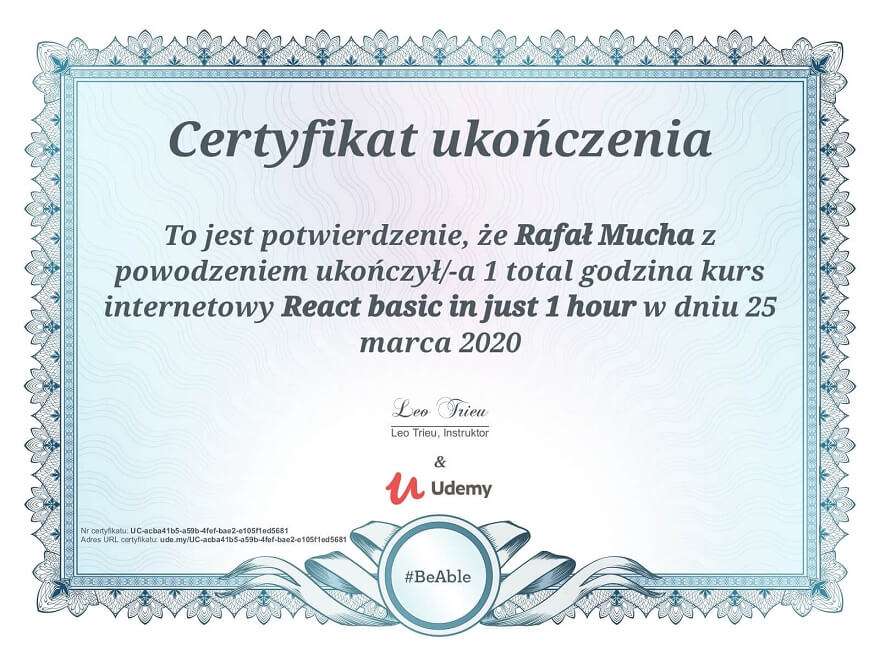 Certyfikat ukończenia
To jest potwierdzenie, że Rafał Mucha z
powodzeniem ukończył/-a 1 total godzina kurs
internetowy React basic in just 1 hour w dniu 25
marca 2020
Leo Trieu
Leo Trieu, Instruktor
&
Udemy
Nr certyfikatu: UC-acba41b5-a59b-4fef-bae2-e105f1ed5681
Adres URL certyfikatu: ude.my/UC-acba41b5-a59b-4fef-bae2-e105f1ed5681
#BeAble